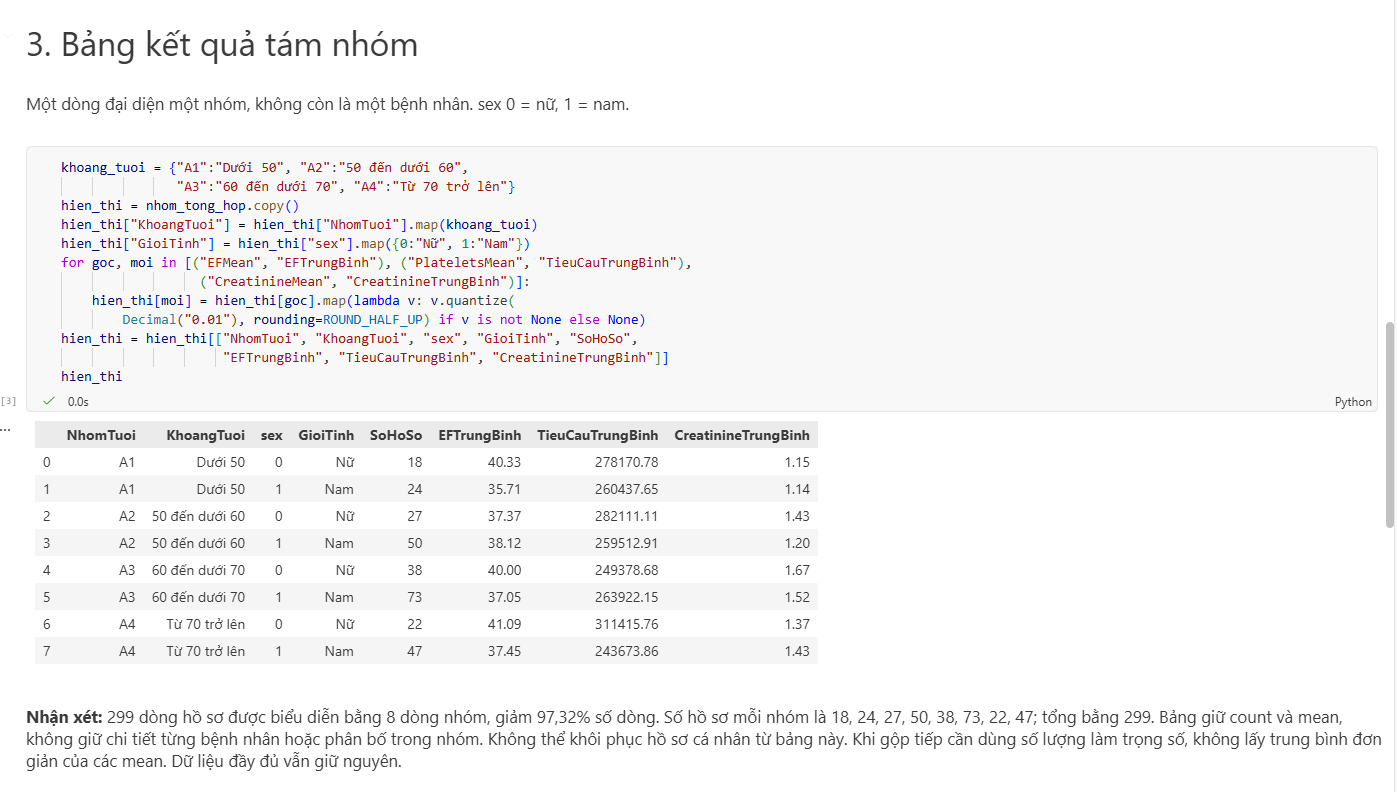 3. Bảng kết quả tám nhóm
Một dòng đại diện một nhóm, không còn là một bệnh nhân. sex 0 = nữ, 1 = nam.
khoang_tuoi = {"A1":"Dưới 50", "A2":"50 đến dưới 60",
"A3":"60 đến dưới 70", "A4":"Từ 70 trở lên"}
hien_thi = nhom_tong_hop.copy()
hien_thi["KhoangTuoi"] = hien_thi["NhomTuoi"].map(khoang_tuoi)
hien_thi["GioiTinh"] = hien_thi["sex"].map({0:"Nữ", 1:"Nam"})
for goc, moi in [("EFMean", "EFTrungBinh"), ("PlateletsMean", "TieuCauTrungBinh"),
("CreatinineMean", "CreatinineTrungBinh")]:
hien_thi[moi] = hien_thi[goc].map(lambda v: v.quantize(
Decimal("0.01"), rounding=ROUND_HALF_UP) if v is not None else None)
hien_thi = hien_thi[["NhomTuoi", "KhoangTuoi", "sex", "GioiTinh", "SoHoSo",
"EFTrungBinh", "TieuCauTrungBinh", "CreatinineTrungBinh"]]
hien_thi
[3] ✓ 0.0s Python
...
NhomTuoi KhoangTuoi sex GioiTinh SoHoSo EFTrungBinh TieuCauTrungBinh CreatinineTrungBinh
0 A1 Dưới 50 0 Nữ 18 40.33 278170.78 1.15
1 A1 Dưới 50 1 Nam 24 35.71 260437.65 1.14
2 A2 50 đến dưới 60 0 Nữ 27 37.37 282111.11 1.43
3 A2 50 đến dưới 60 1 Nam 50 38.12 259512.91 1.20
4 A3 60 đến dưới 70 0 Nữ 38 40.00 249378.68 1.67
5 A3 60 đến dưới 70 1 Nam 73 37.05 263922.15 1.52
6 A4 Từ 70 trở lên 0 Nữ 22 41.09 311415.76 1.37
7 A4 Từ 70 trở lên 1 Nam 47 37.45 243673.86 1.43
Nhận xét: 299 dòng hồ sơ được biểu diễn bằng 8 dòng nhóm, giảm 97,32% số dòng. Số hồ sơ mỗi nhóm là 18, 24, 27, 50, 38, 73, 22, 47; tổng bằng 299. Bảng giữ count và mean,
không giữ chi tiết từng bệnh nhân hoặc phân bố trong nhóm. Không thể khôi phục hồ sơ cá nhân từ bảng này. Khi gộp tiếp cần dùng số lượng làm trọng số, không lấy trung bình đơn
giản của các mean. Dữ liệu đầy đủ vẫn giữ nguyên.